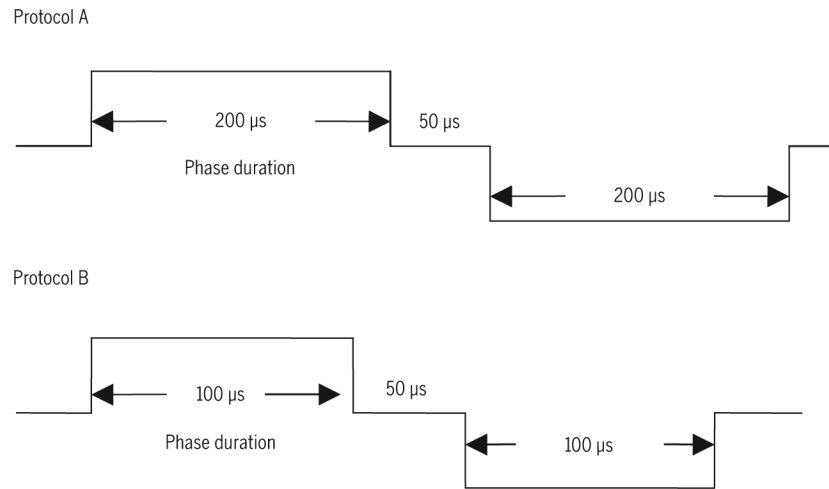 Protocol A
200 μs
50 μs
Phase duration
200 μs
Protocol B
100 μs
50 μs
Phase duration
100 μs